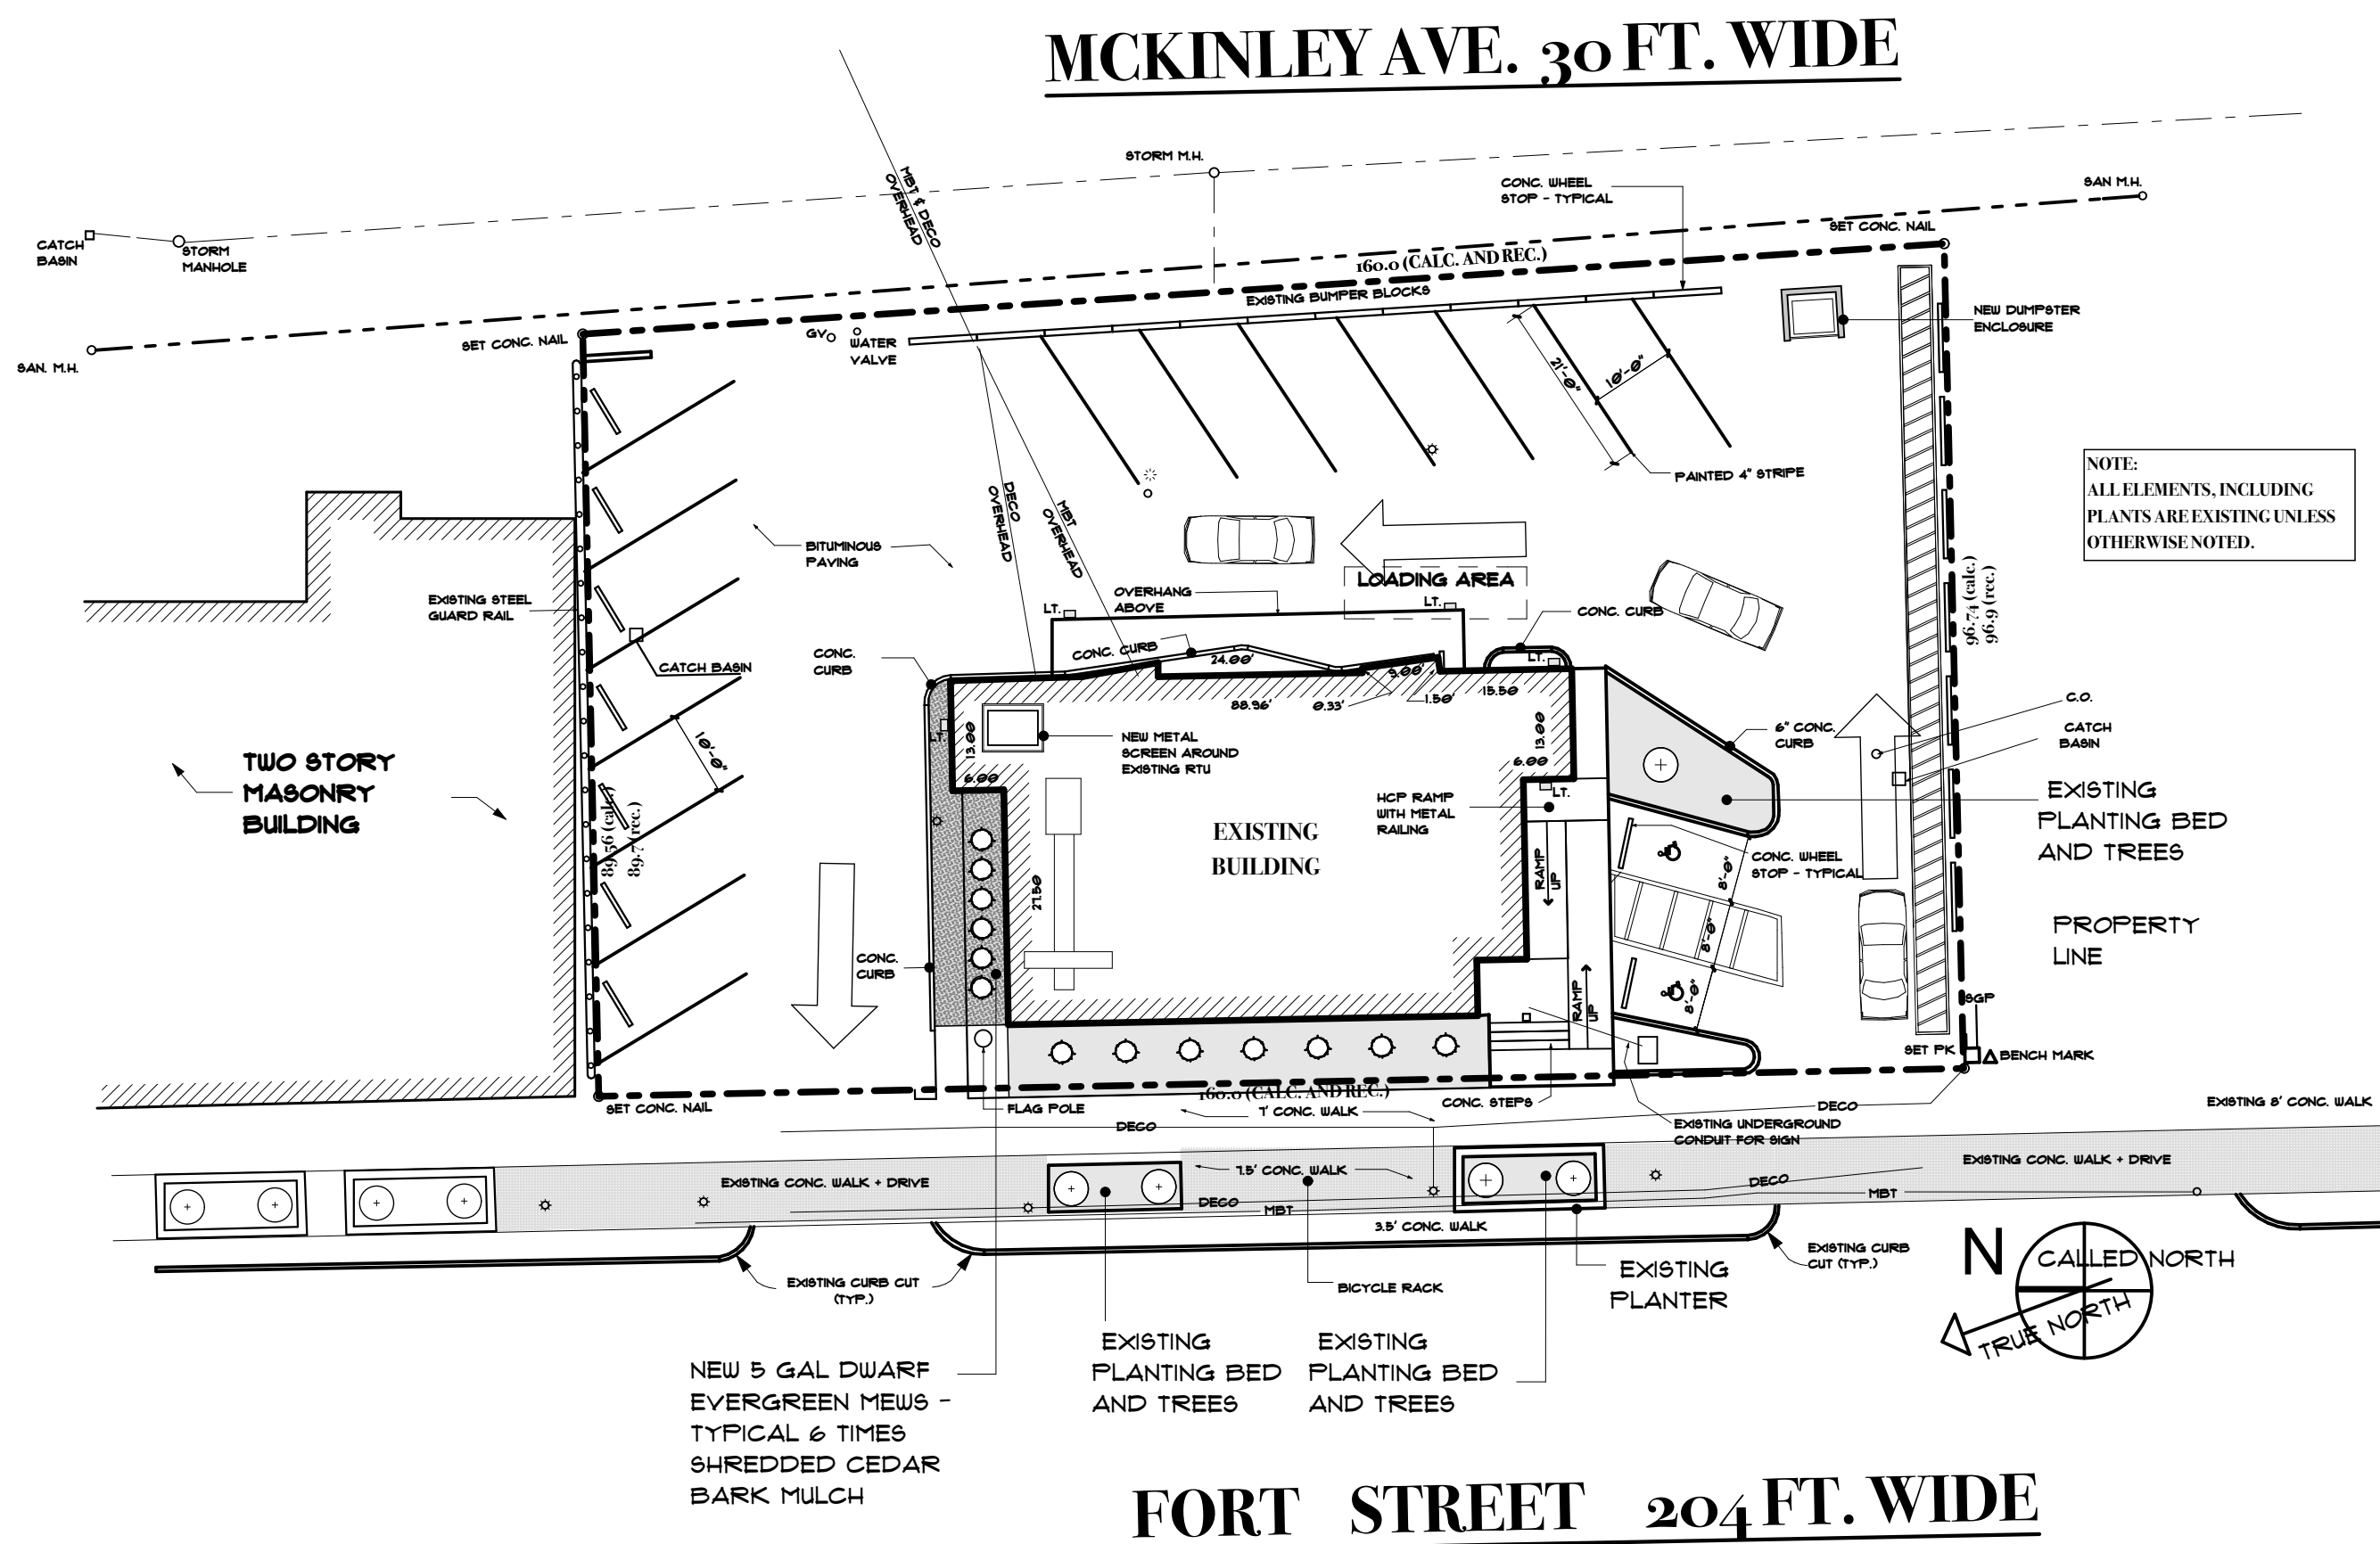 MCKINLEY AVE. 30 FT. WIDE
STORM M.H.
CONC. WHEEL
STOP - TYPICAL
SAN M.H.
MBT & DECO
OVERHEAD
CATCH
BASIN
STORM
MANHOLE
SET CONC. NAIL
160.0 (CALC. AND REC.)
EXISTING BUMPER BLOCKS
NEW DUMPSTER
ENCLOSURE
SAN. M.H.
SET CONC. NAIL
GV
WATER
VALVE
21'-0"
10'-0"
PAINTED 4" STRIPE
NOTE:
ALL ELEMENTS, INCLUDING
PLANTS ARE EXISTING UNLESS
OTHERWISE NOTED.
DECO
OVERHEAD
MBT
OVERHEAD
BITUMINOUS
PAVING
LOADING AREA
OVERHANG
ABOVE
LT.
LT.
CONC. CURB
EXISTING STEEL
GUARD RAIL
96.74 (calc.)
96.9 (rec.)
CONC.
CURB
CATCH BASIN
CONC. CURB
24.00'
9.00'
LT.
15.50
88.96'
0.33'
1.50'
C.O.
CATCH
BASIN
6" CONC.
CURB
LT.
13.00
6.00
NEW METAL
SCREEN AROUND
EXISTING RTU
13.00
6.00
LT.
10'-0"
TWO STORY
MASONRY
BUILDING
89.56 (calc.)
89.7 (rec.)
EXISTING
BUILDING
HCP RAMP
WITH METAL
RAILING
EXISTING
PLANTING BED
AND TREES
CONC. WHEEL
STOP - TYPICAL
RAMP
UP
27.50
8'-0"
8'-0"
8'-0"
PROPERTY
LINE
CONC.
CURB
RAMP
UP
SGP
SET PK
BENCH MARK
SET CONC. NAIL
160.0 (CALC. AND REC.)
FLAG POLE
7' CONC. WALK
CONC. STEPS
DECO
DECO
EXISTING UNDERGROUND
CONDUIT FOR SIGN
EXISTING 8' CONC. WALK
EXISTING CONC. WALK + DRIVE
7.5' CONC. WALK
EXISTING CONC. WALK + DRIVE
DECO
MBT
DECO
MBT
3.5' CONC. WALK
EXISTING CURB
CUT (TYP.)
EXISTING CURB CUT
(TYP.)
BICYCLE RACK
EXISTING
PLANTER
N
CALLED NORTH
TRUE NORTH
EXISTING
PLANTING BED
AND TREES
EXISTING
PLANTING BED
AND TREES
NEW 5 GAL DWARF
EVERGREEN MEWS -
TYPICAL 6 TIMES
SHREDDED CEDAR
BARK MULCH
FORT STREET 204 FT. WIDE